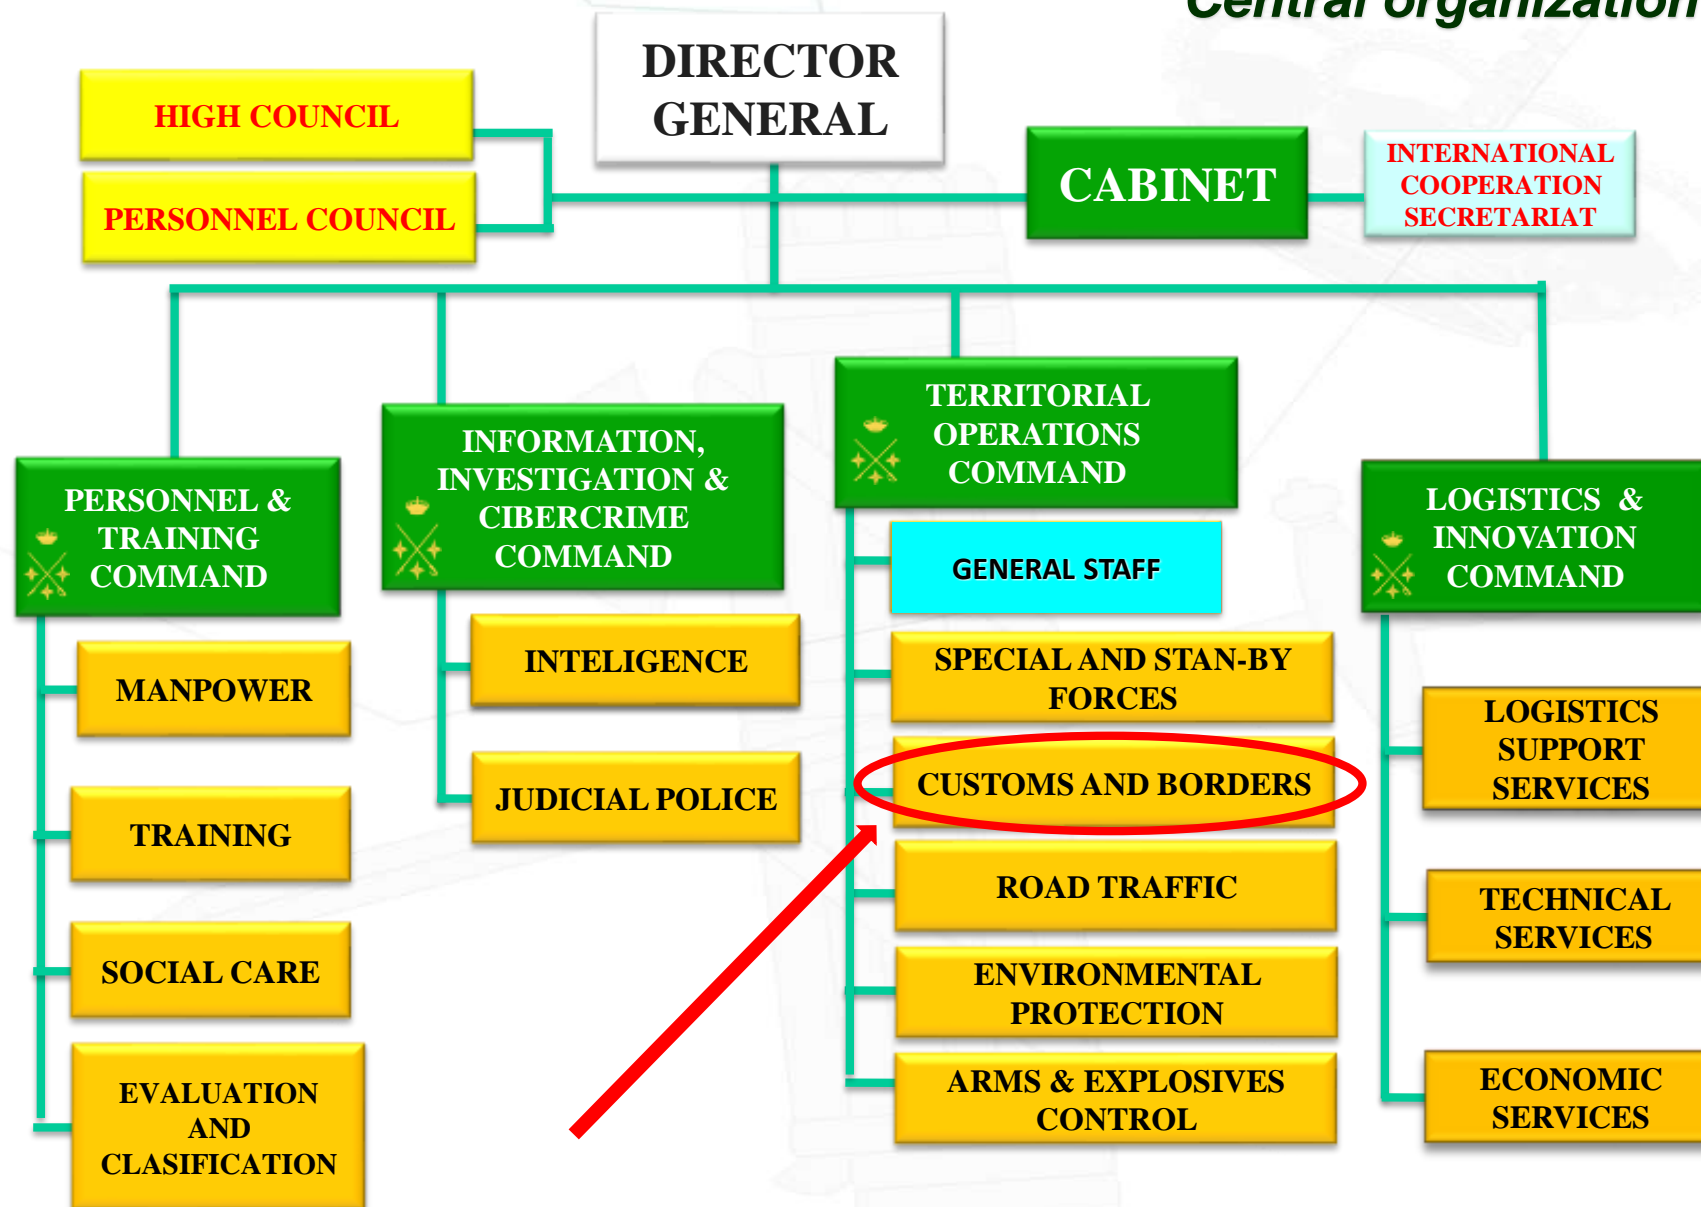 Central organization
DIRECTOR
GENERAL
HIGH COUNCIL
PERSONNEL COUNCIL
CABINET
INTERNATIONAL
COOPERATION
SECRETARIAT
PERSONNEL &
TRAINING
COMMAND
MANPOWER
TRAINING
SOCIAL CARE
EVALUATION
AND
CLASIFICATION
INFORMATION,
INVESTIGATION &
CIBERCRIME
COMMAND
INTELIGENCE
JUDICIAL POLICE
TERRITORIAL
OPERATIONS
COMMAND
GENERAL STAFF
SPECIAL AND STAN-BY
FORCES
CUSTOMS AND BORDERS
ROAD TRAFFIC
ENVIRONMENTAL
PROTECTION
ARMS & EXPLOSIVES
CONTROL
LOGISTICS &
INNOVATION
COMMAND
LOGISTICS
SUPPORT
SERVICES
TECHNICAL
SERVICES
ECONOMIC
SERVICES